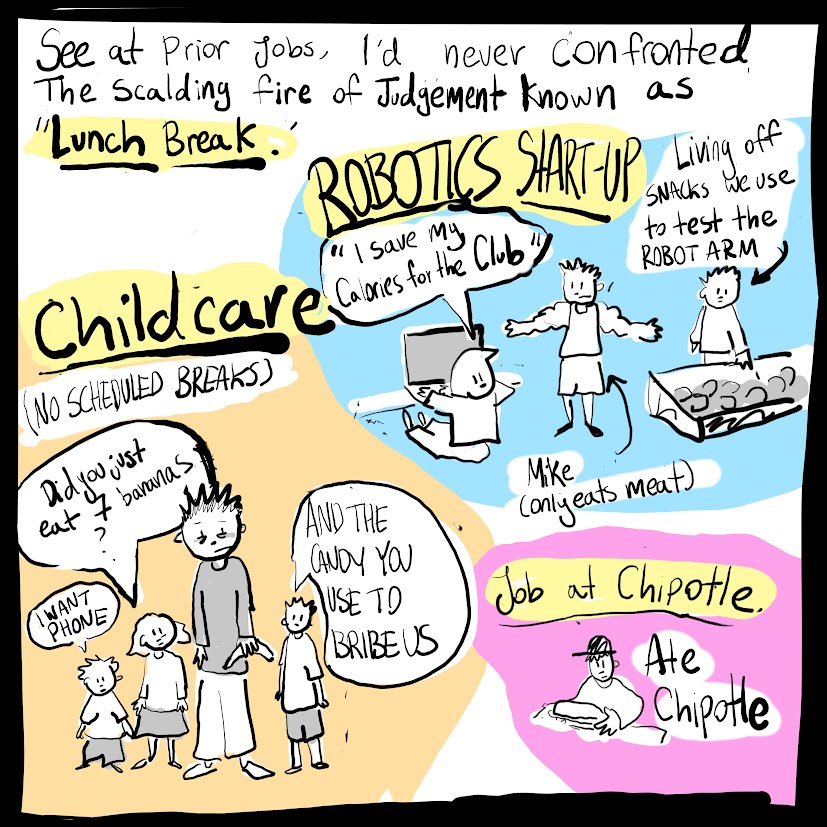 See at Prior Jobs, I'd never confronted
The scalding fire of Judgement known as
"Lunch Break."
ROBOTICS START-UP
"I save my
Calories for the Club"
Living off
SNACKS we use
to test the
ROBOT ARM
Mike
(only eats meat)
Childcare
(NO SCHEDULED BREAKS)
Did you just
eat 7 bananas
?
I WANT
PHONE
AND THE
CANDY YOU
USE TO
BRIBE US
Job at Chipotle.
Ate
Chipotle